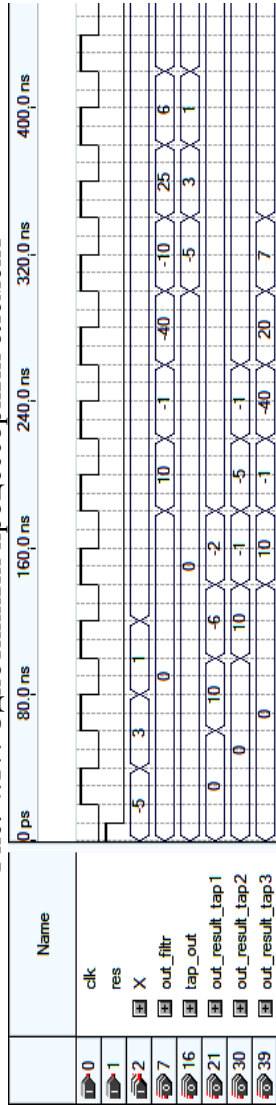 Name
0 ps 80,0 ns 160,0 ns 240,0 ns 320,0 ns 400,0 ns
0 clk
1 res
2 X -5 3 1
7 out_filtr 0 10 -1 -40 -10 25 6
16 tap_out 0 -5 3 1
21 out_result_tap1 0 10 -6 -2
30 out_result_tap2 0 10 -1 -5 -1
39 out_result_tap3 0 10 -1 -40 20 7